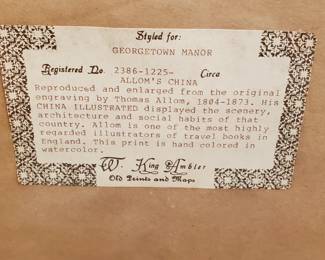 Styled for:
GEORGETOWN MANOR
Registered No. 2386-1225- Circa
ALLOM'S CHINA
Reproduced and enlarged from the original
engraving by Thomas Allom, 1804-1873. His
CHINA ILLUSTRATED displayed the scenery,
architecture and social habits of that
country. Allom is one of the most highly
regarded illustrators of travel books in
England. This print is hand colored in
watercolor.
W. King Ambler
Old Prints and Maps